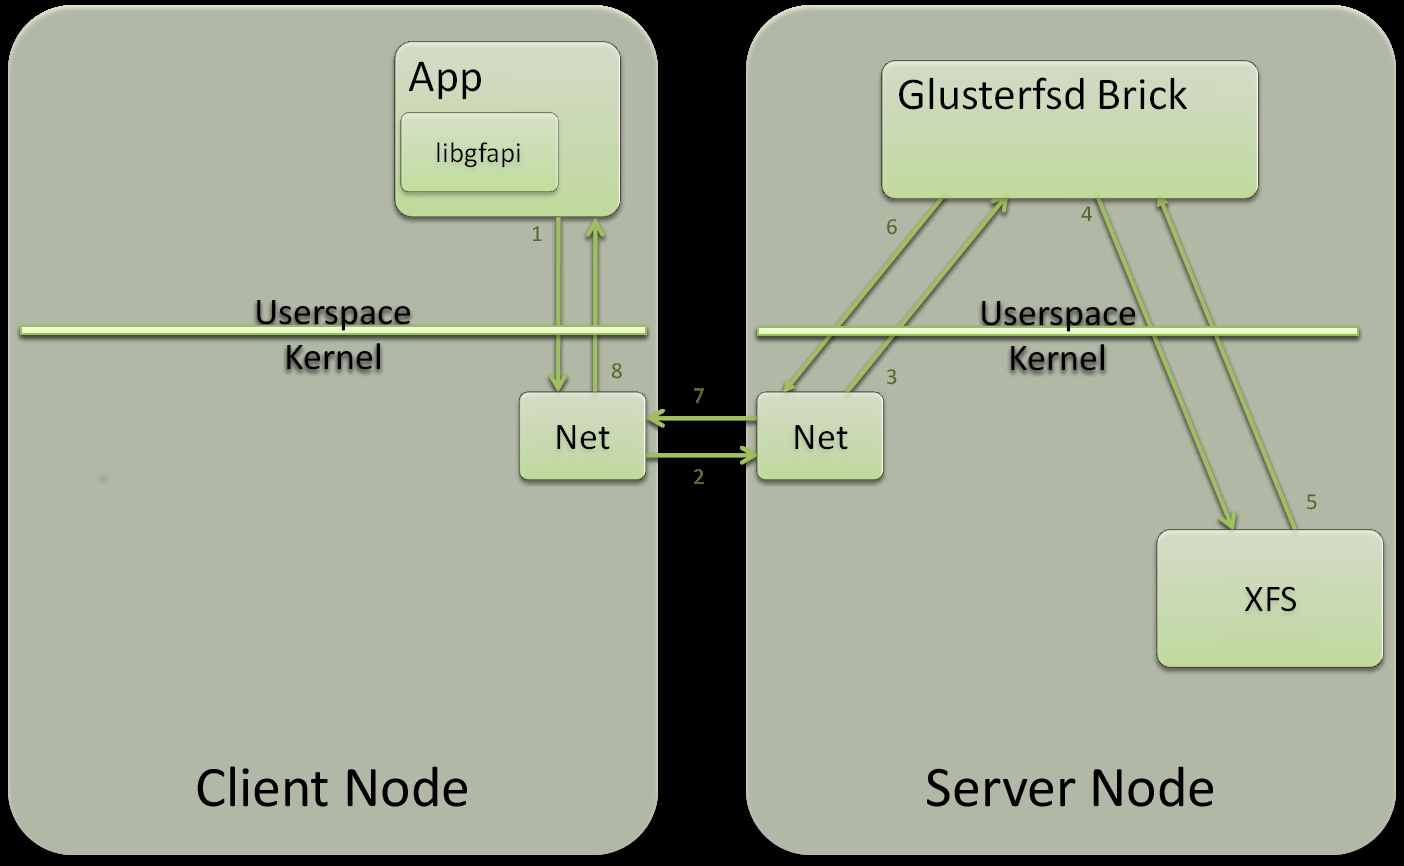 App
libgfapi
1
Userspace
Kernel
8
Net
7
2
Client Node
Glusterfsd Brick
6
4
Userspace
Kernel
3
Net
5
XFS
Server Node